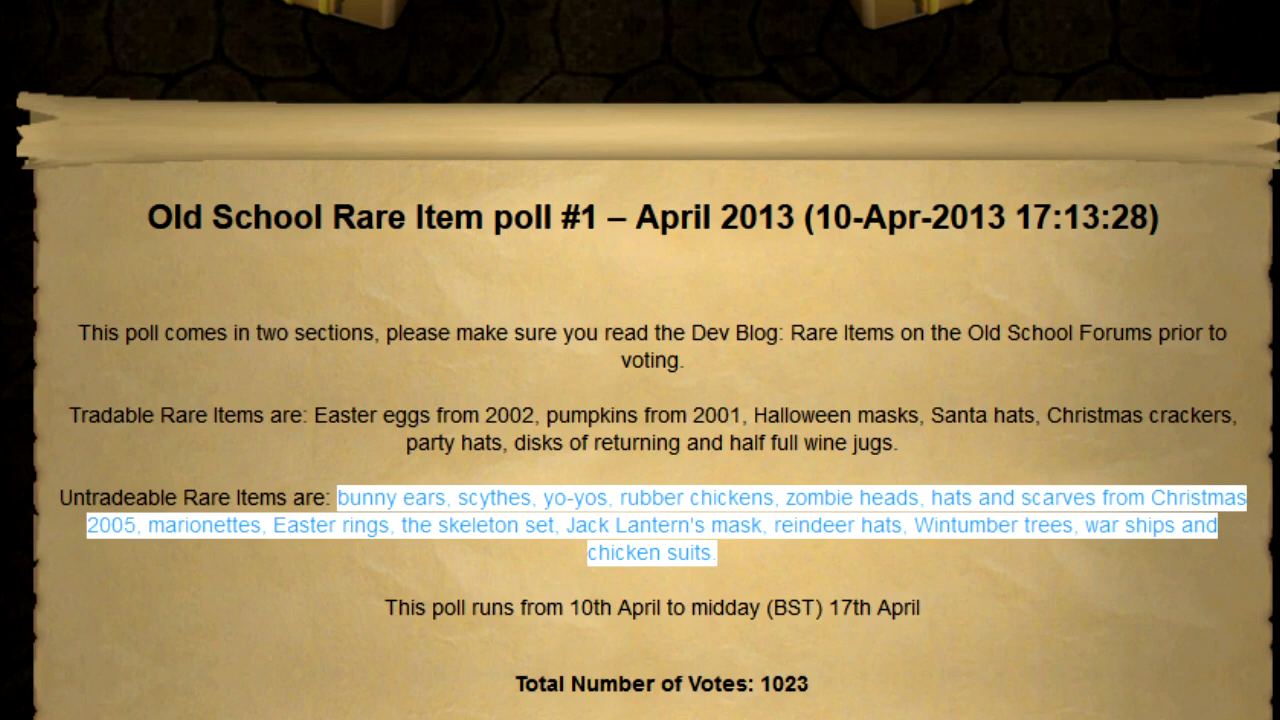 Old School Rare Item poll #1 – April 2013 (10-Apr-2013 17:13:28)
This poll comes in two sections, please make sure you read the Dev Blog: Rare Items on the Old School Forums prior to
voting.
Tradable Rare Items are: Easter eggs from 2002, pumpkins from 2001, Halloween masks, Santa hats, Christmas crackers,
party hats, disks of returning and half full wine jugs.
Untradeable Rare Items are: bunny ears, scythes, yo-yos, rubber chickens, zombie heads, hats and scarves from Christmas
2005, marionettes, Easter rings, the skeleton set, Jack Lantern's mask, reindeer hats, Wintumber trees, war ships and
chicken suits.
This poll runs from 10th April to midday (BST) 17th April
Total Number of Votes: 1023